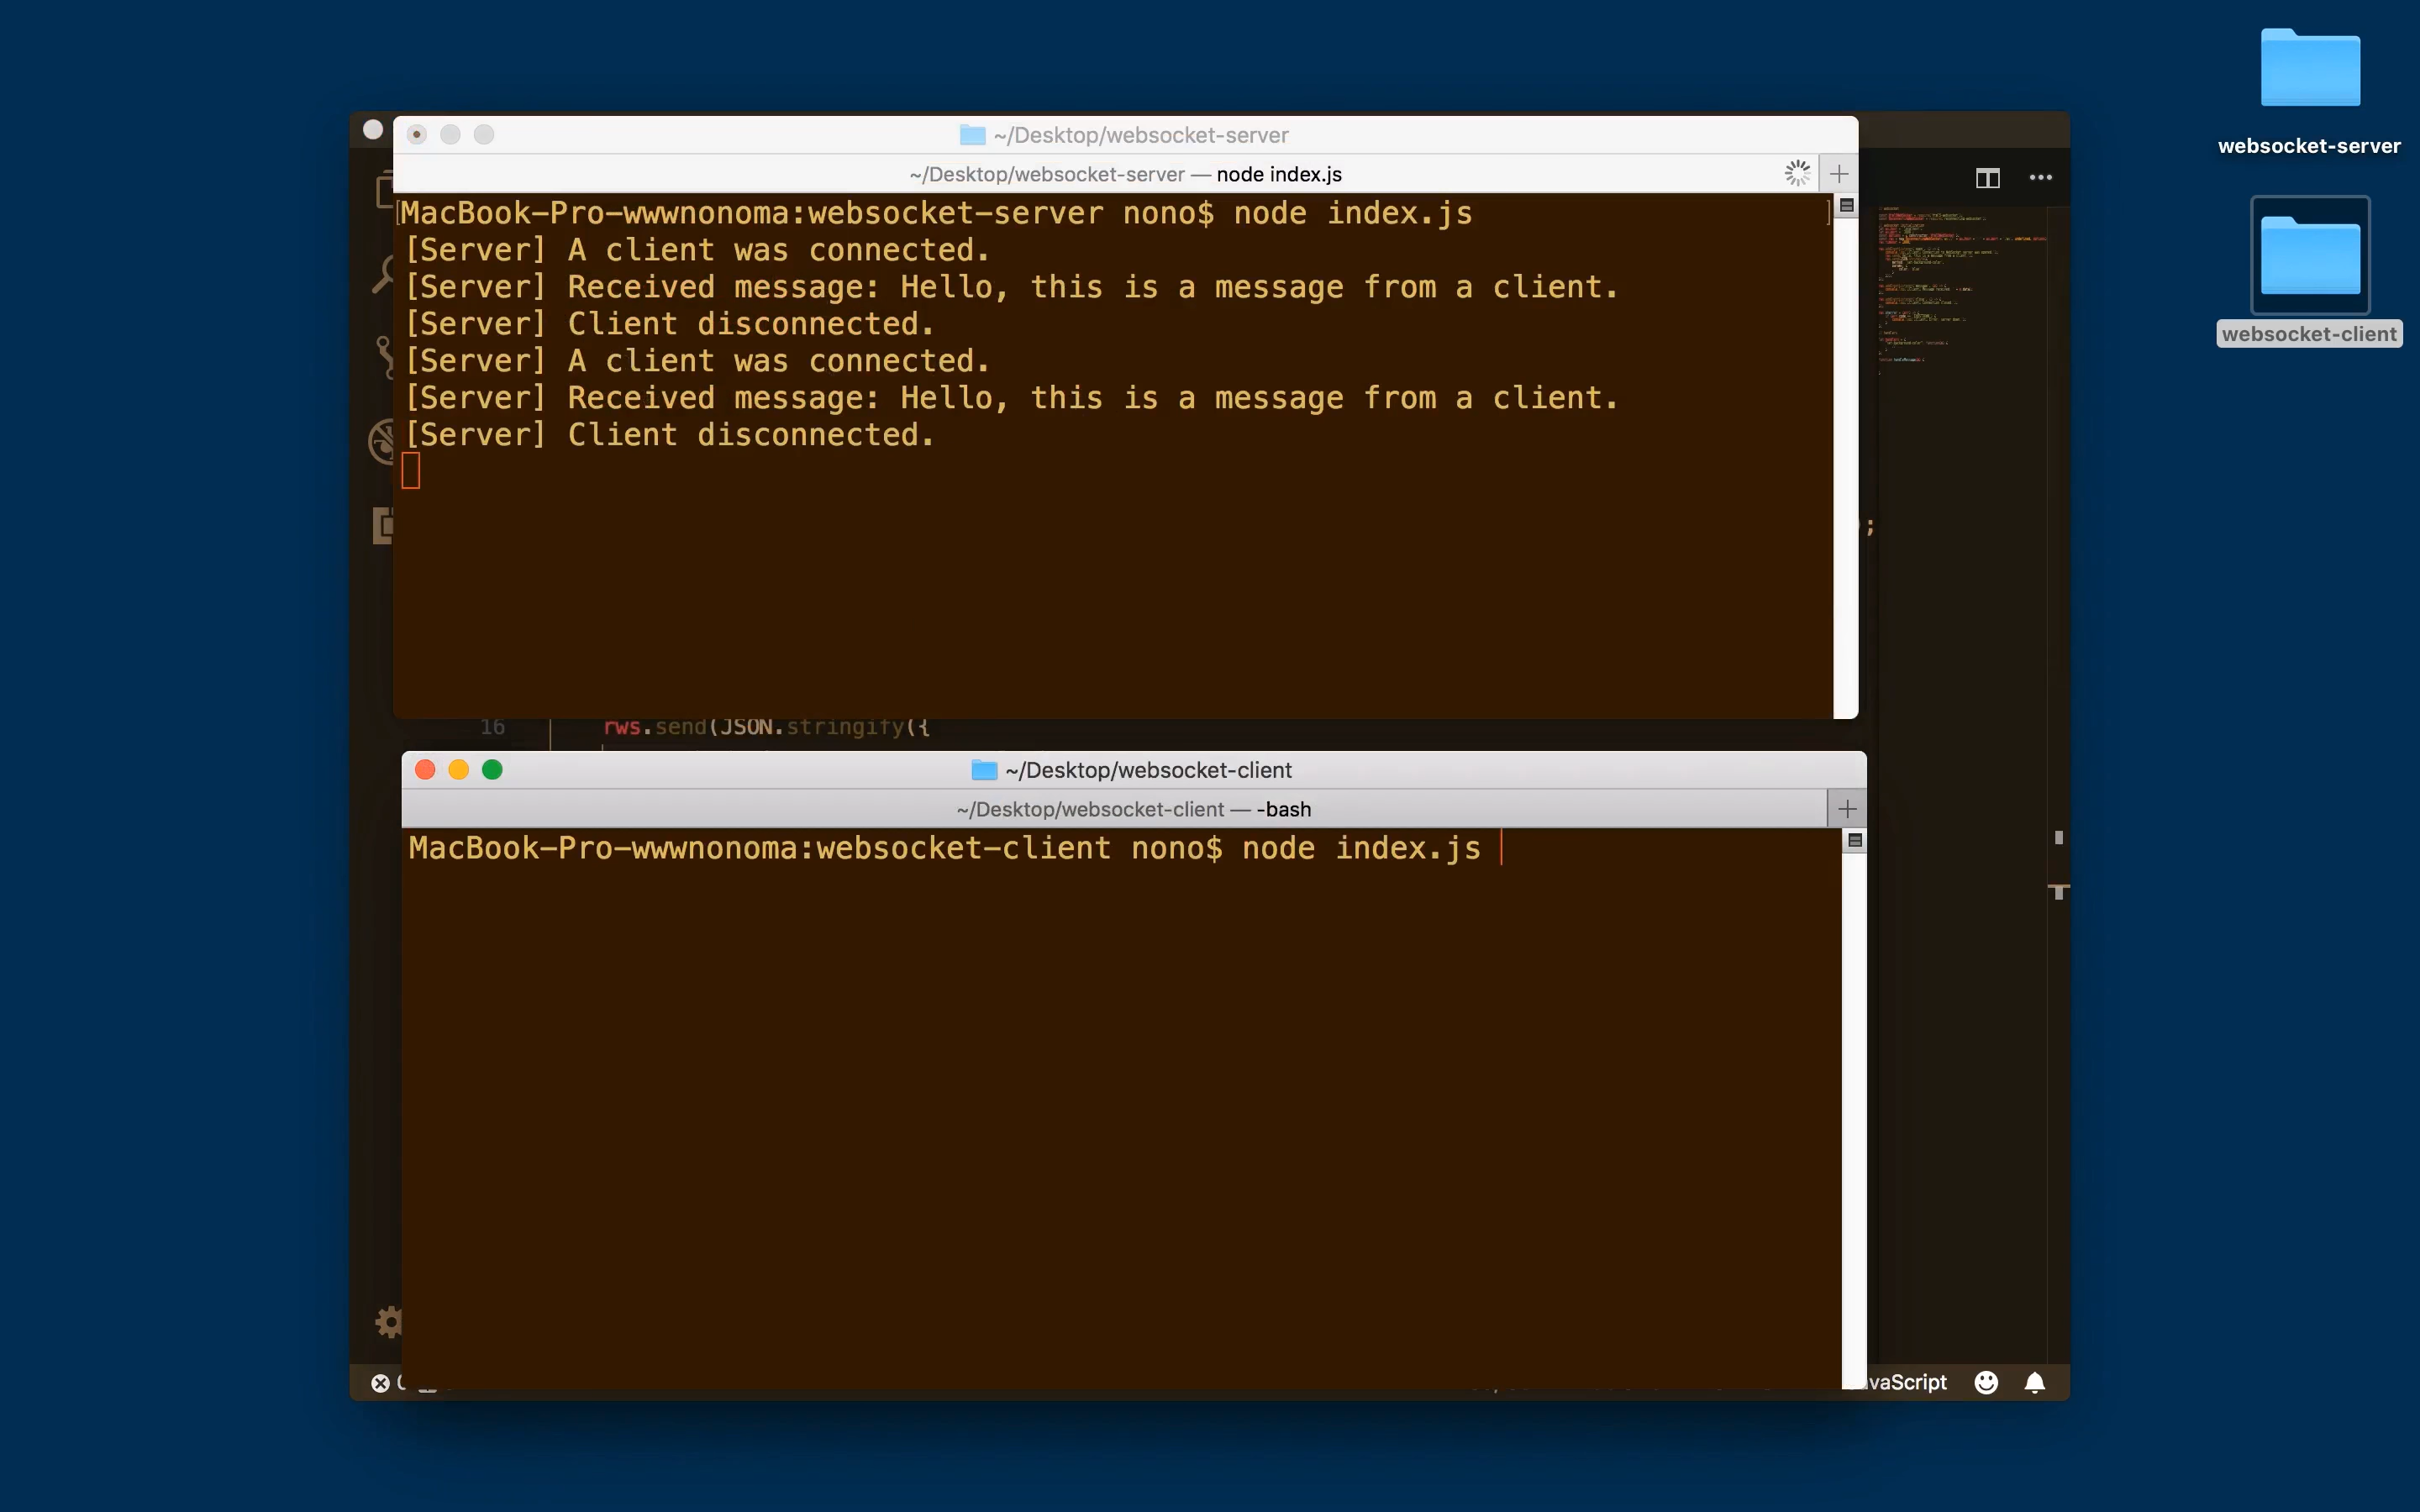 ~/Desktop/websocket-server
~/Desktop/websocket-server — node index.js
MacBook-Pro-wwwnonoma:websocket-server nono$ node index.js
[Server] A client was connected.
[Server] Received message: Hello, this is a message from a client.
[Server] Client disconnected.
[Server] A client was connected.
[Server] Received message: Hello, this is a message from a client.
[Server] Client disconnected.
;
16 rws.send(JSON.stringify({
~/Desktop/websocket-client
~/Desktop/websocket-client — -bash
MacBook-Pro-wwwnonoma:websocket-client nono$ node index.js
vaScript
websocket-server
websocket-client